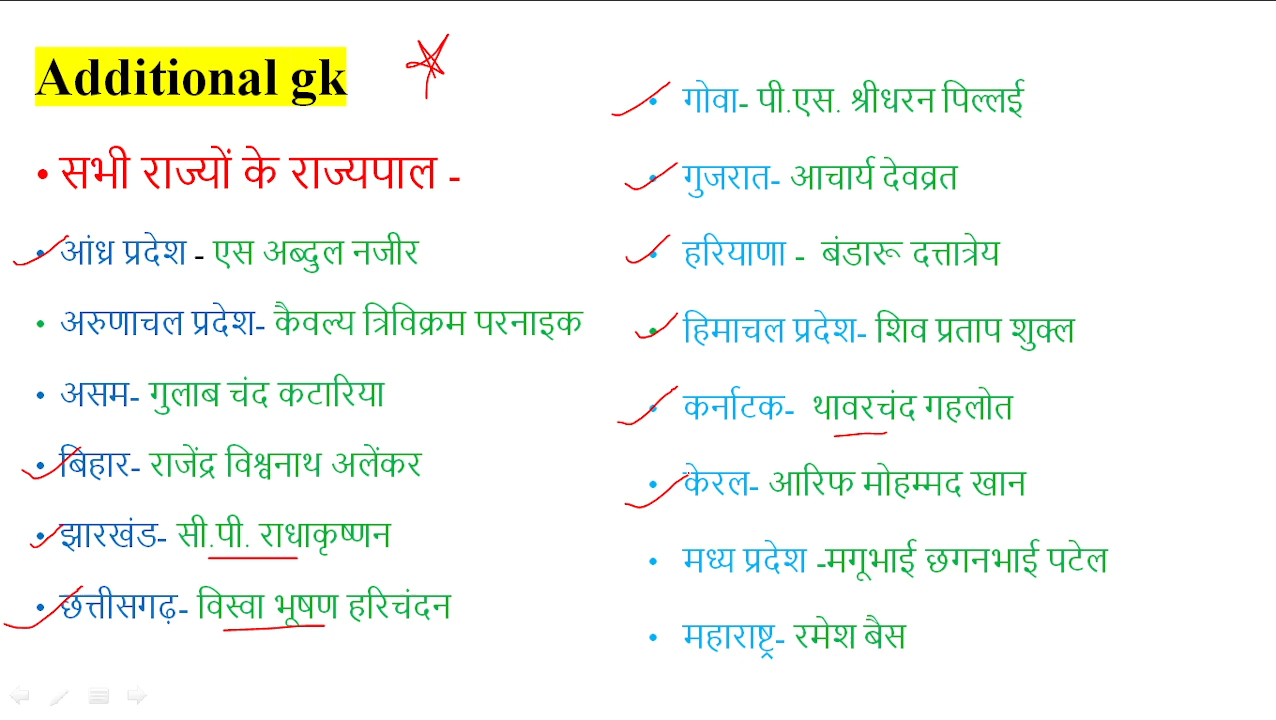 Additional gk
• सभी राज्यों के राज्यपाल -
• आंध्र प्रदेश - एस अब्दुल नजीर
• अरुणाचल प्रदेश- कैवल्य त्रिविक्रम परनाइक
• असम- गुलाब चंद कटारिया
• बिहार- राजेंद्र विश्वनाथ अलेंकर
• झारखंड- सी.पी. राधाकृष्णन
• छत्तीसगढ़- विस्वा भूषण हरिचंदन
• गोवा- पी.एस. श्रीधरन पिल्लई
• गुजरात- आचार्य देवव्रत
• हरियाणा - बंडारू दत्तात्रेय
• हिमाचल प्रदेश- शिव प्रताप शुक्ल
• कर्नाटक- थावरचंद गहलोत
• केरल- आरिफ मोहम्मद खान
• मध्य प्रदेश -मगूभाई छगनभाई पटेल
• महाराष्ट्र- रमेश बैस